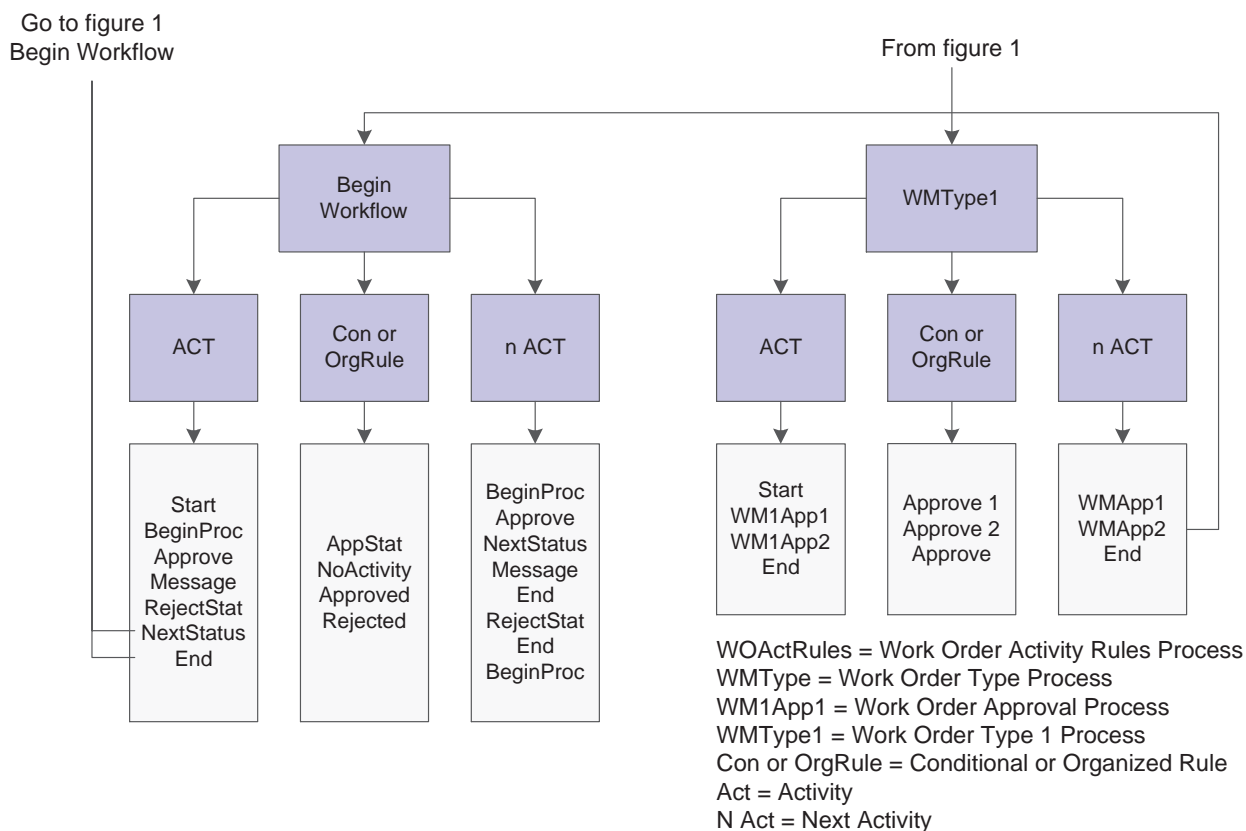 Go to figure 1
Begin Workflow
From figure 1
Begin
Workflow
WMType1
ACT
Con or
OrgRule
n ACT
ACT
Con or
OrgRule
n ACT
Start
BeginProc
Approve
Message
RejectStat
NextStatus
End
AppStat
NoActivity
Approved
Rejected
BeginProc
Approve
NextStatus
Message
End
RejectStat
End
BeginProc
Start
WM1App1
WM1App2
End
Approve 1
Approve 2
Approve
WMApp1
WMApp2
End
WOActRules = Work Order Activity Rules Process
WMType = Work Order Type Process
WM1App1 = Work Order Approval Process
WMType1 = Work Order Type 1 Process
Con or OrgRule = Conditional or Organized Rule
Act = Activity
N Act = Next Activity